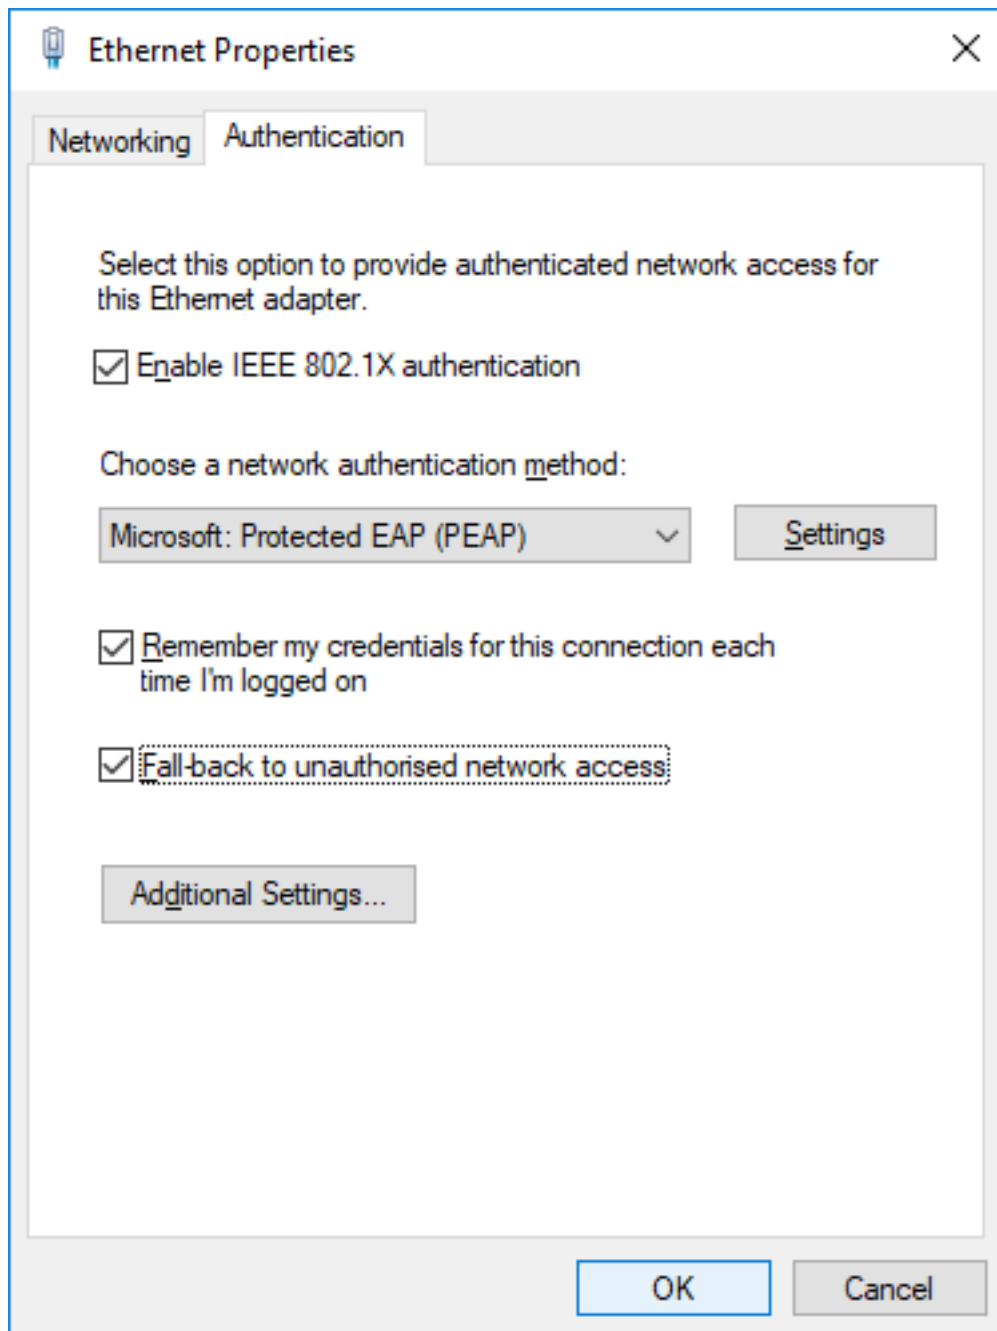 Ethernet Properties
Networking
Authentication
Select this option to provide authenticated network access for
this Ethernet adapter.
Enable IEEE 802.1X authentication
Choose a network authentication method:
Microsoft: Protected EAP (PEAP)
Settings
Remember my credentials for this connection each
time I'm logged on
Fall-back to unauthorised network access
Additional Settings...
OK
Cancel